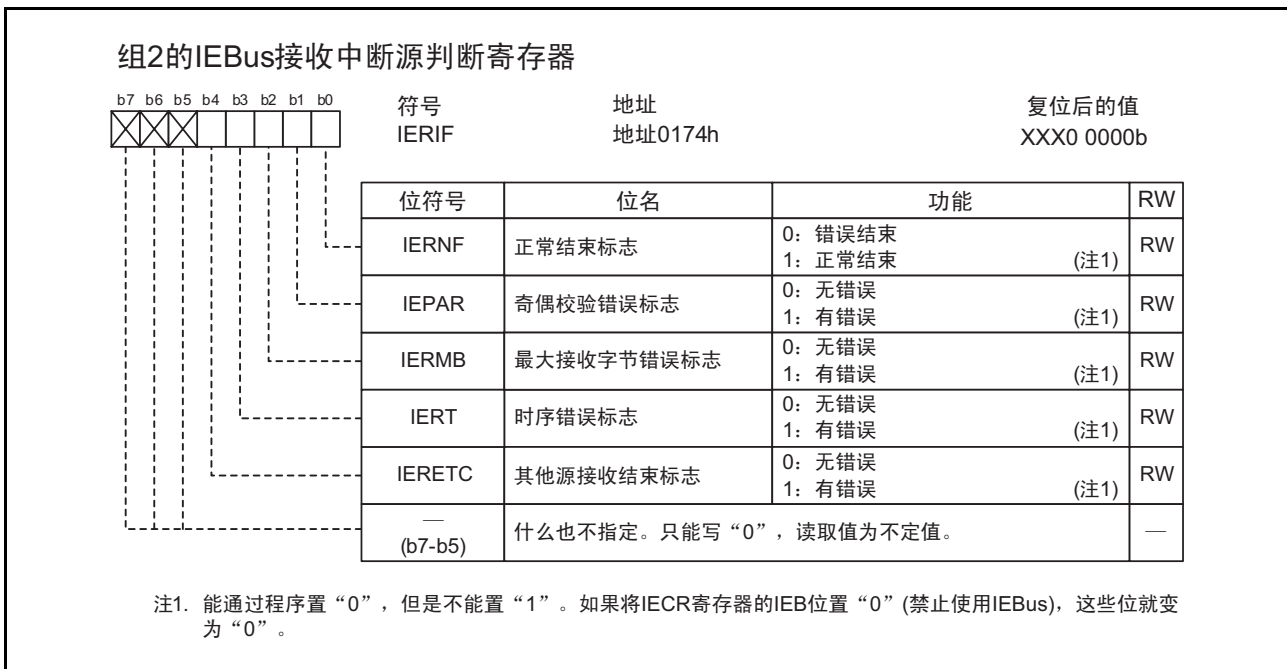 组2的IEBus接收中断源判断寄存器
b7 b6 b5 b4 b3 b2 b1 b0
符号 地址 复位后的值
IERIF 地址0174h XXX0 0000b
位符号 位名 功能 RW
IERNF 正常结束标志 0：错误结束 RW
1：正常结束 (注1)
IEPAR 奇偶校验错误标志 0：无错误 RW
1：有错误 (注1)
IERMB 最大接收字节错误标志 0：无错误 RW
1：有错误 (注1)
IERT 时序错误标志 0：无错误 RW
1：有错误 (注1)
IERETC 其他源接收结束标志 0：无错误 RW
1：有错误 (注1)
— (b7-b5) 什么也不指定。只能写“0”，读取值为不定值。 —
注1. 能通过程序置“0”，但是不能置“1”。如果将IECR寄存器的IEB位置“0”(禁止使用IEBus)，这些位就变
为“0”。